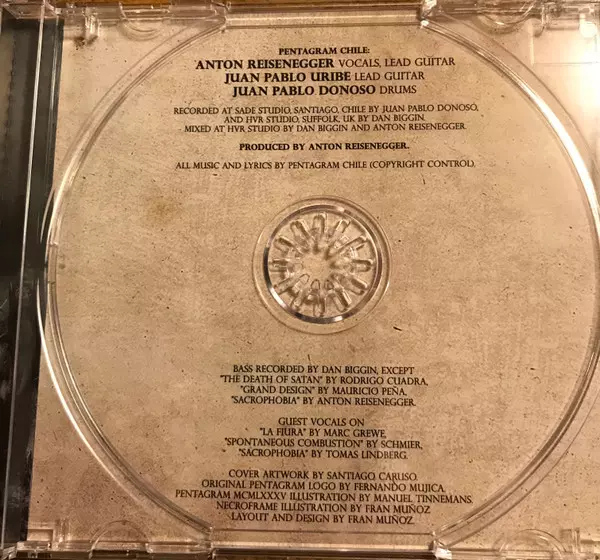 PENTAGRAM CHILE:
ANTON REISENEGGER VOCALS, LEAD GUITAR
JUAN PABLO URIBE LEAD GUITAR
JUAN PABLO DONOSO DRUMS
RECORDED AT SADE STUDIO, SANTIAGO, CHILE BY JUAN PABLO DONOSO,
AND HVR STUDIO, SUFFOLK, UK BY DAN BIGGIN.
MIXED AT HVR STUDIO BY DAN BIGGIN AND ANTON REISENEGGER.
PRODUCED BY ANTON REISENEGGER.
ALL MUSIC AND LYRICS BY PENTAGRAM CHILE (COPYRIGHT CONTROL).
BASS RECORDED BY DAN BIGGIN, EXCEPT
"THE DEATH OF SATAN" BY RODRIGO CUADRA,
"GRAND DESIGN" BY MAURICIO PEÑA,
"SACROPHOBIA" BY ANTON REISENEGGER.
GUEST VOCALS ON
"LA FIURA" BY MARC GREWE,
"SPONTANEOUS COMBUSTION" BY SCHMIER,
"SACROPHOBIA" BY TOMAS LINDBERG.
COVER ARTWORK BY SANTIAGO CARUSO.
ORIGINAL PENTAGRAM LOGO BY FERNANDO MUJICA.
PENTAGRAM MCMLXXXV ILLUSTRATION BY MANUEL TINNEMANS.
NECROFRAME ILLUSTRATION BY FRAN MUÑOZ
LAYOUT AND DESIGN BY FRAN MUÑOZ.